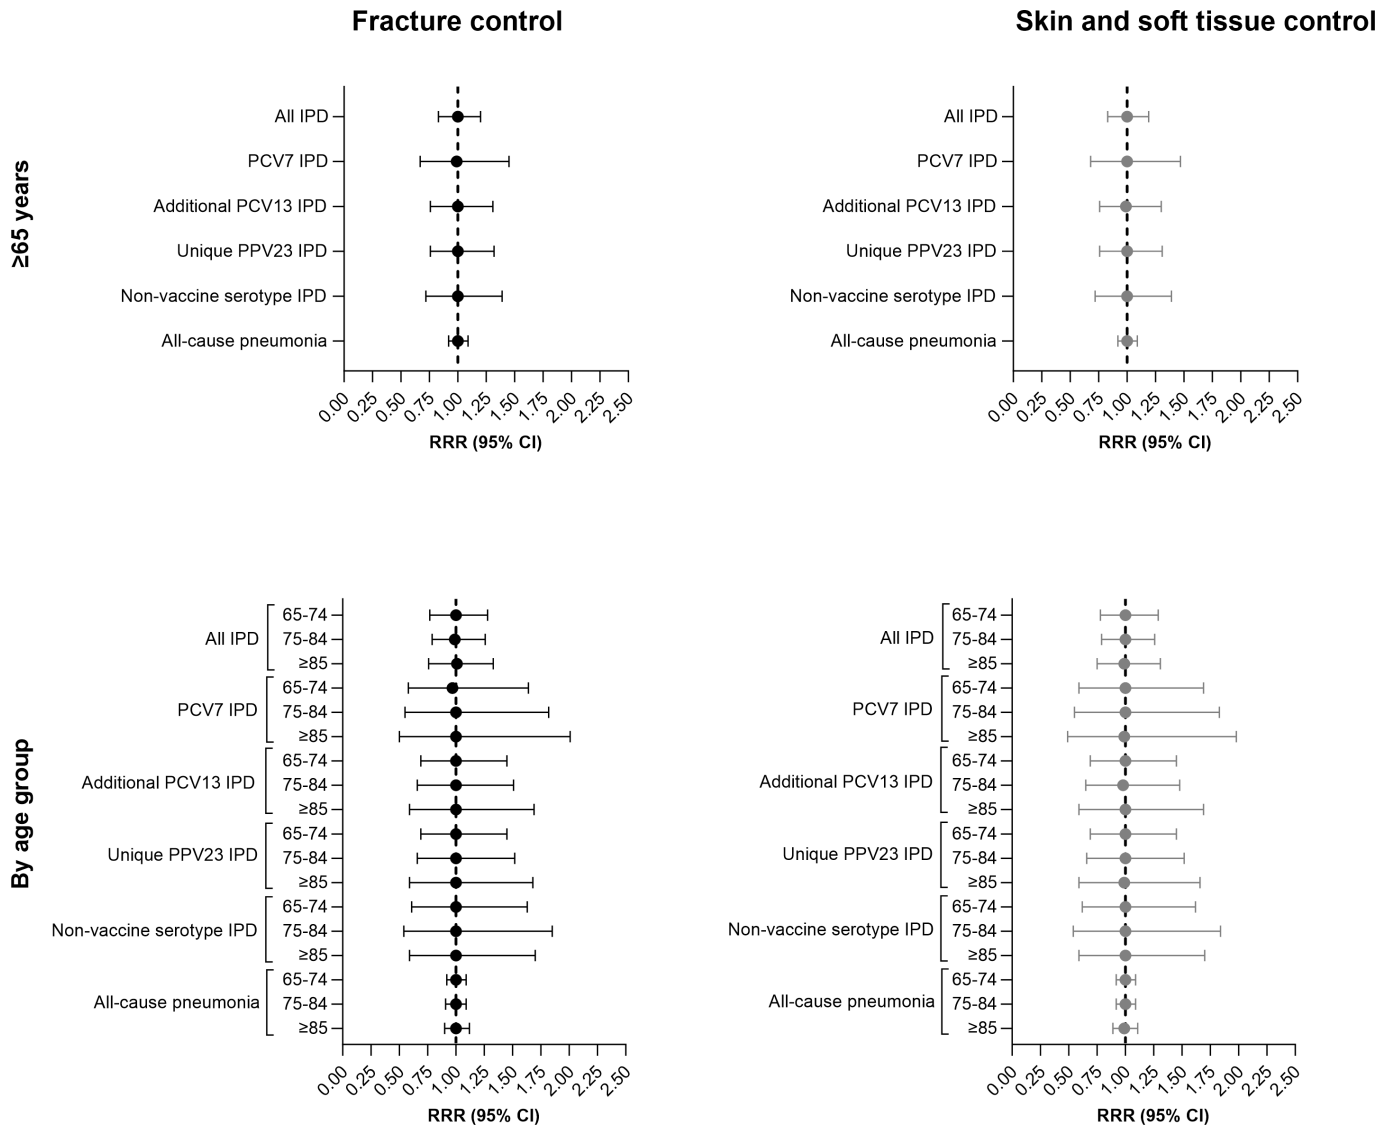 Fracture control
Skin and soft tissue control
≥65 years
All IPD
PCV7 IPD
Additional PCV13 IPD
Unique PPV23 IPD
Non-vaccine serotype IPD
All-cause pneumonia
0.00 0.25 0.50 0.75 1.00 1.25 1.50 1.75 2.00 2.25 2.50
RRR (95% CI)
All IPD
PCV7 IPD
Additional PCV13 IPD
Unique PPV23 IPD
Non-vaccine serotype IPD
All-cause pneumonia
0.00 0.25 0.50 0.75 1.00 1.25 1.50 1.75 2.00 2.25 2.50
RRR (95% CI)
By age group
All IPD
65-74
75-84
≥85
PCV7 IPD
65-74
75-84
≥85
Additional PCV13 IPD
65-74
75-84
≥85
Unique PPV23 IPD
65-74
75-84
≥85
Non-vaccine serotype IPD
65-74
75-84
≥85
All-cause pneumonia
65-74
75-84
≥85
0.00 0.25 0.50 0.75 1.00 1.25 1.50 1.75 2.00 2.25 2.50
RRR (95% CI)
All IPD
65-74
75-84
≥85
PCV7 IPD
65-74
75-84
≥85
Additional PCV13 IPD
65-74
75-84
≥85
Unique PPV23 IPD
65-74
75-84
≥85
Non-vaccine serotype IPD
65-74
75-84
≥85
All-cause pneumonia
65-74
75-84
≥85
0.00 0.25 0.50 0.75 1.00 1.25 1.50 1.75 2.00 2.25 2.50
RRR (95% CI)